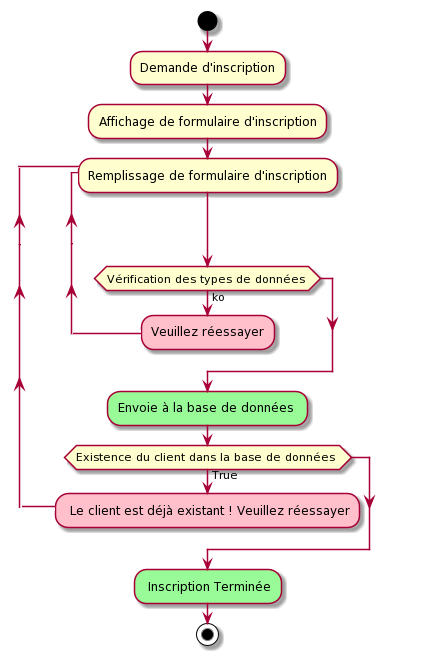 Demande d'inscription
Affichage de formulaire d'inscription
Remplissage de formulaire d'inscription
Vérification des types de données
ko
Veuillez réessayer
Envoie à la base de données
Existence du client dans la base de données
True
Le client est déjà existant ! Veuillez réessayer
Inscription Terminée